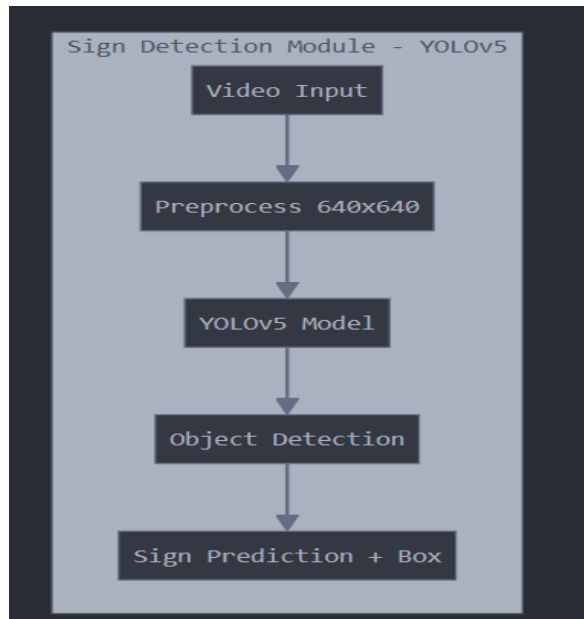 Sign Detection Module - YOLOv5
Video Input
Preprocess 640x640
YOLOv5 Model
Object Detection
Sign Prediction + Box